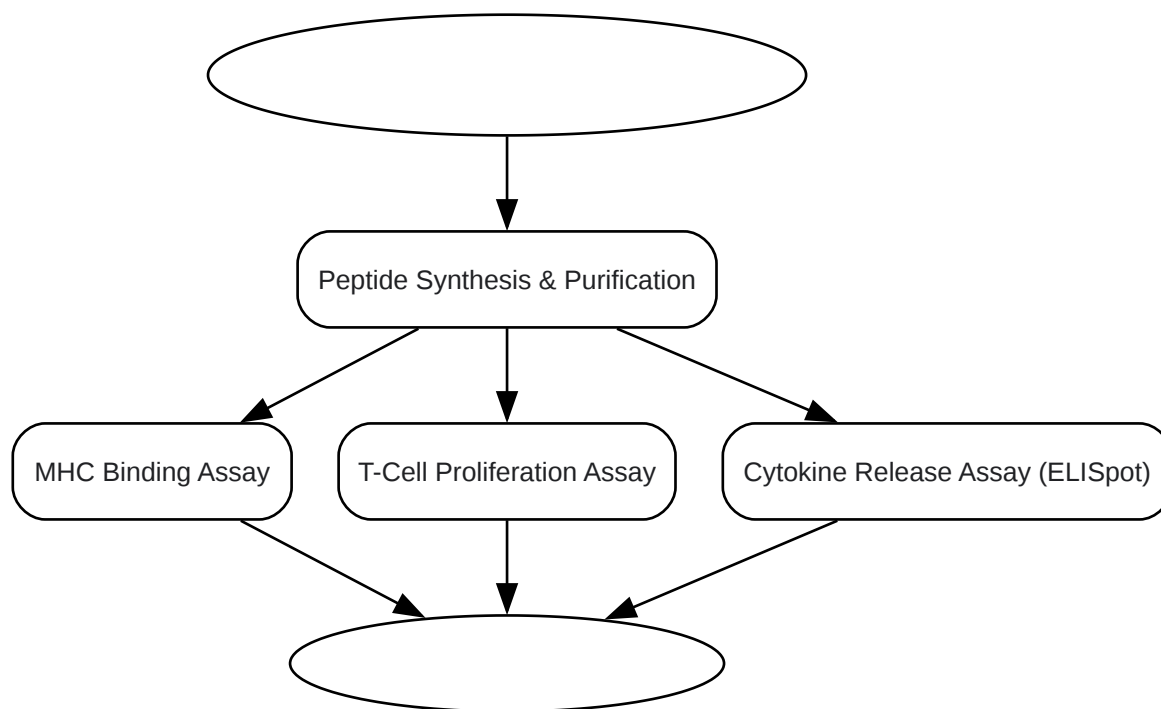 Peptide Synthesis & Purification
MHC Binding Assay
T-Cell Proliferation Assay
Cytokine Release Assay (ELISpot)